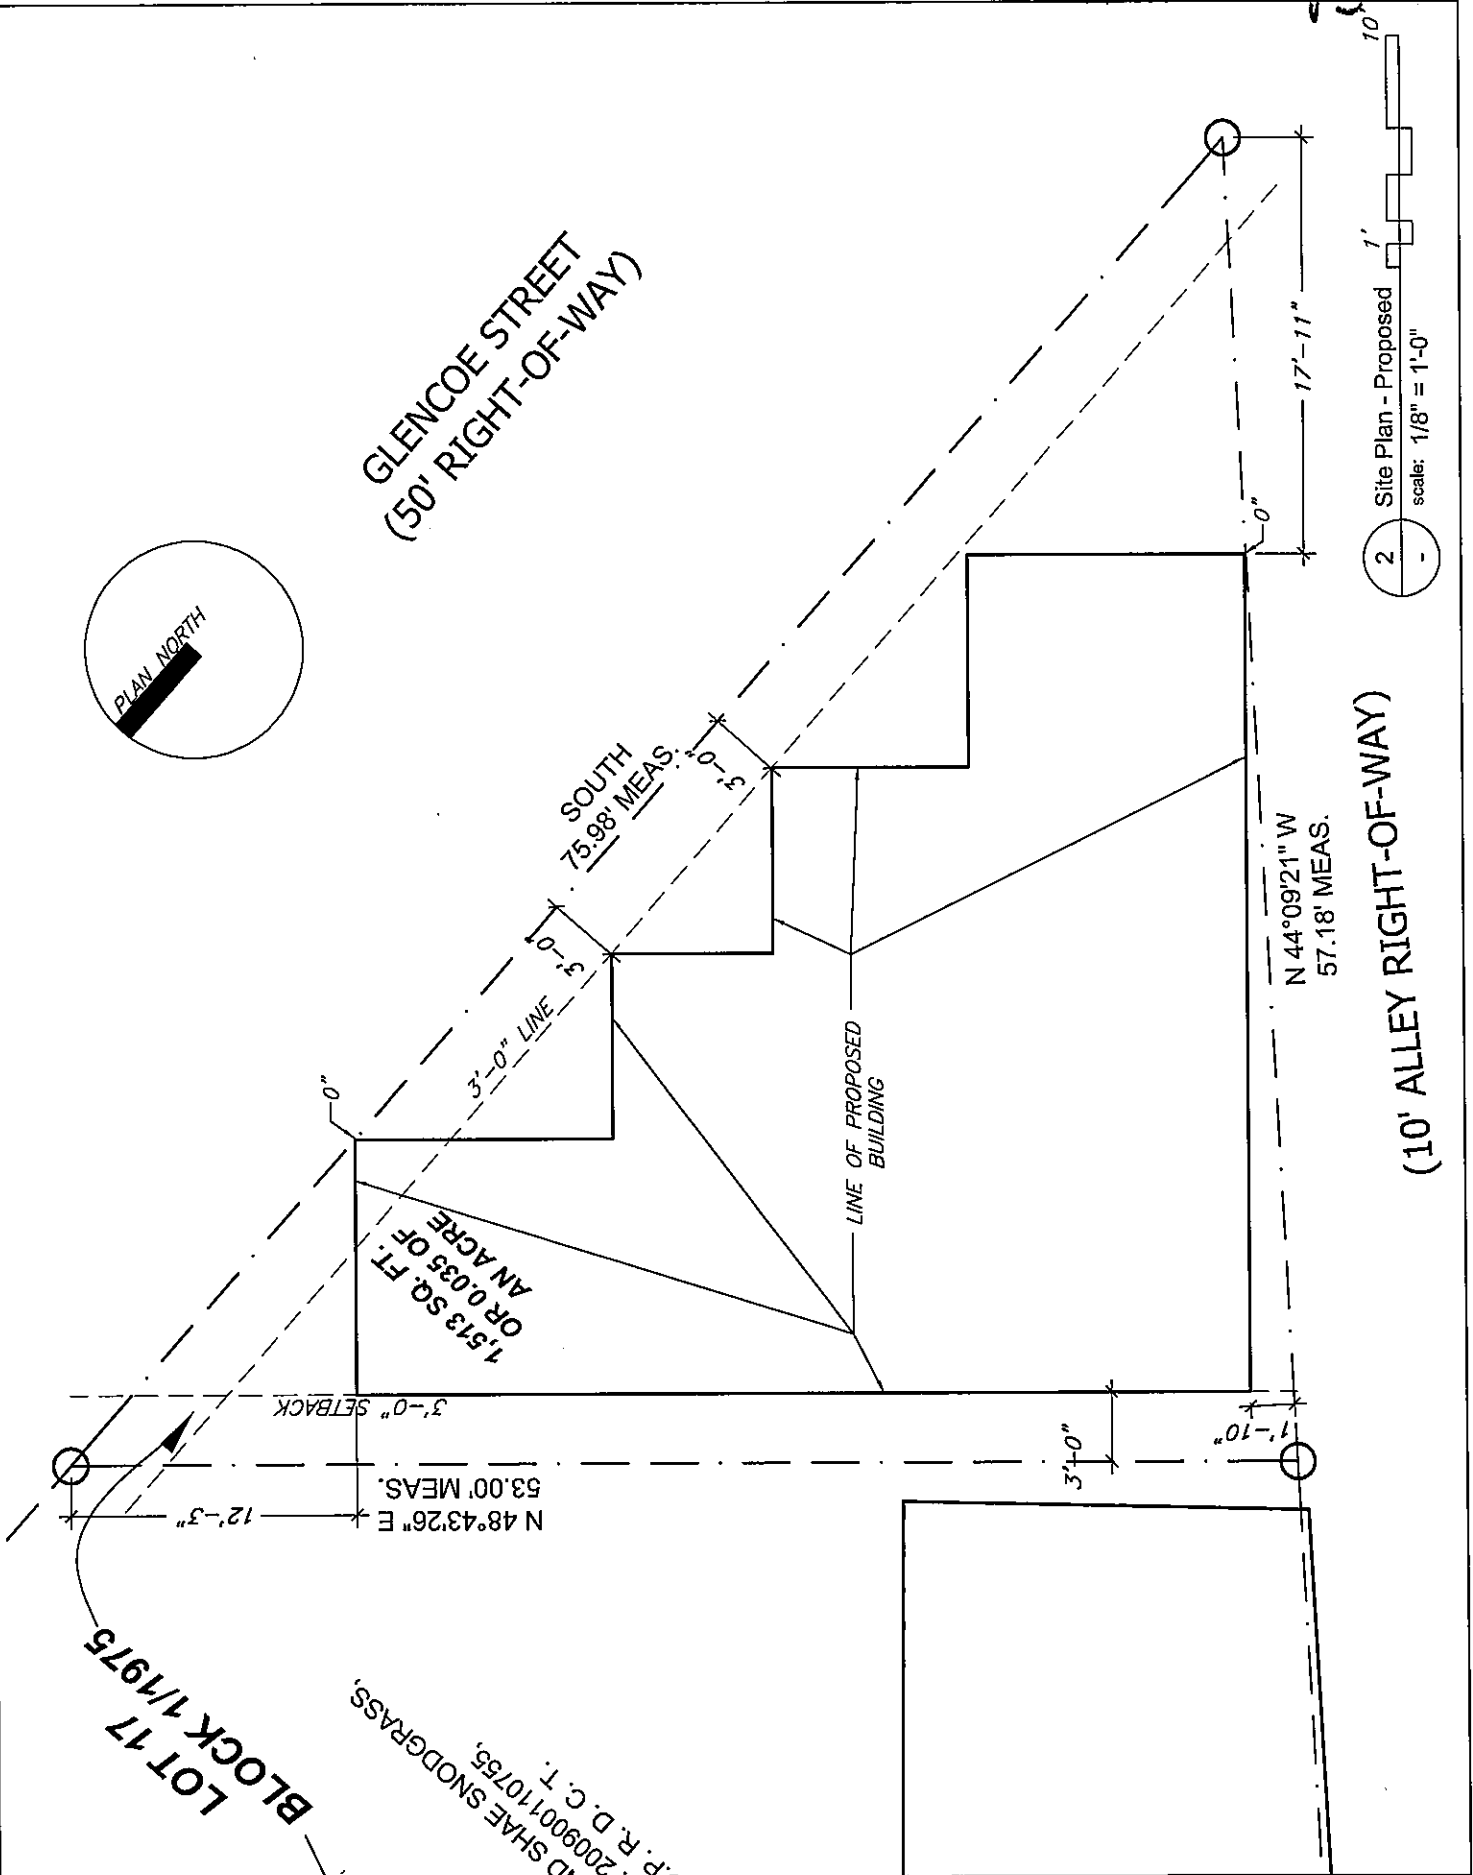 PLAN NORTH
GLENCOE STREET
(50' RIGHT-OF-WAY)
SOUTH
75.98' MEAS.
3'-0"
3'-0"
3'-0" LINE
0"
0"
17'-11"
1,513 SQ. FT.
OR 0.035 OF
AN ACRE
LINE OF PROPOSED
BUILDING
3'-0" SETBACK
12'-3"
N 48°43'26" E
53.00' MEAS.
3'-0"
1'-10"
N 44°09'21" W
57.18' MEAS.
(10' ALLEY RIGHT-OF-WAY)
LOT 17
BLOCK 1/1975
ND SHAE SNODGRASS,
200900110755,
P. R. D. C. T.
2
-
Site Plan - Proposed
scale: 1/8" = 1'-0"
1'
10'